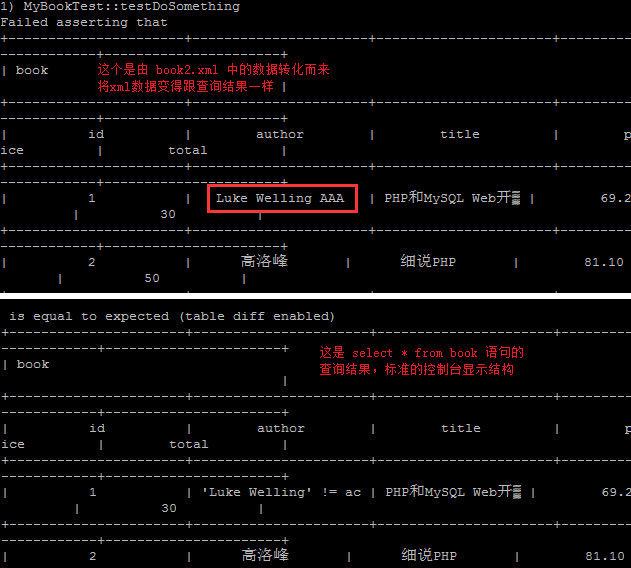 1) MyBookTest::testDoSomething
Failed asserting that
+----------------------+----------------------+----------------------+--------
------------+----------------------+
| book 这个是由 book2.xml 中的数据转化而来
将xml数据变得跟查询结果一样 |
+----------------------+----------------------+----------------------+--------
------------+----------------------+
| id | author | title | p
ice | total |
+----------------------+----------------------+----------------------+--------
------------+----------------------+
| 1 | Luke Welling AAA | PHP和MySQL Web开 | 69.2
| 30 |
+----------------------+----------------------+----------------------+--------
------------+----------------------+
| 2 | 高洛峰 | 细说PHP | 81.10
| 50 |
is equal to expected (table diff enabled)
+----------------------+----------------------+----------------------+--------
------------+----------------------+
| book 这是 select * from book 语句的
查询结果，标准的控制台显示结构
|
+----------------------+----------------------+----------------------+--------
------------+----------------------+
| id | author | title | p
ice | total |
+----------------------+----------------------+----------------------+--------
------------+----------------------+
| 1 | 'Luke Welling' != ac | PHP和MySQL Web开 | 69.2
| 30 |
+----------------------+----------------------+----------------------+--------
------------+----------------------+
| 2 | 高洛峰 | 细说PHP | 81.10